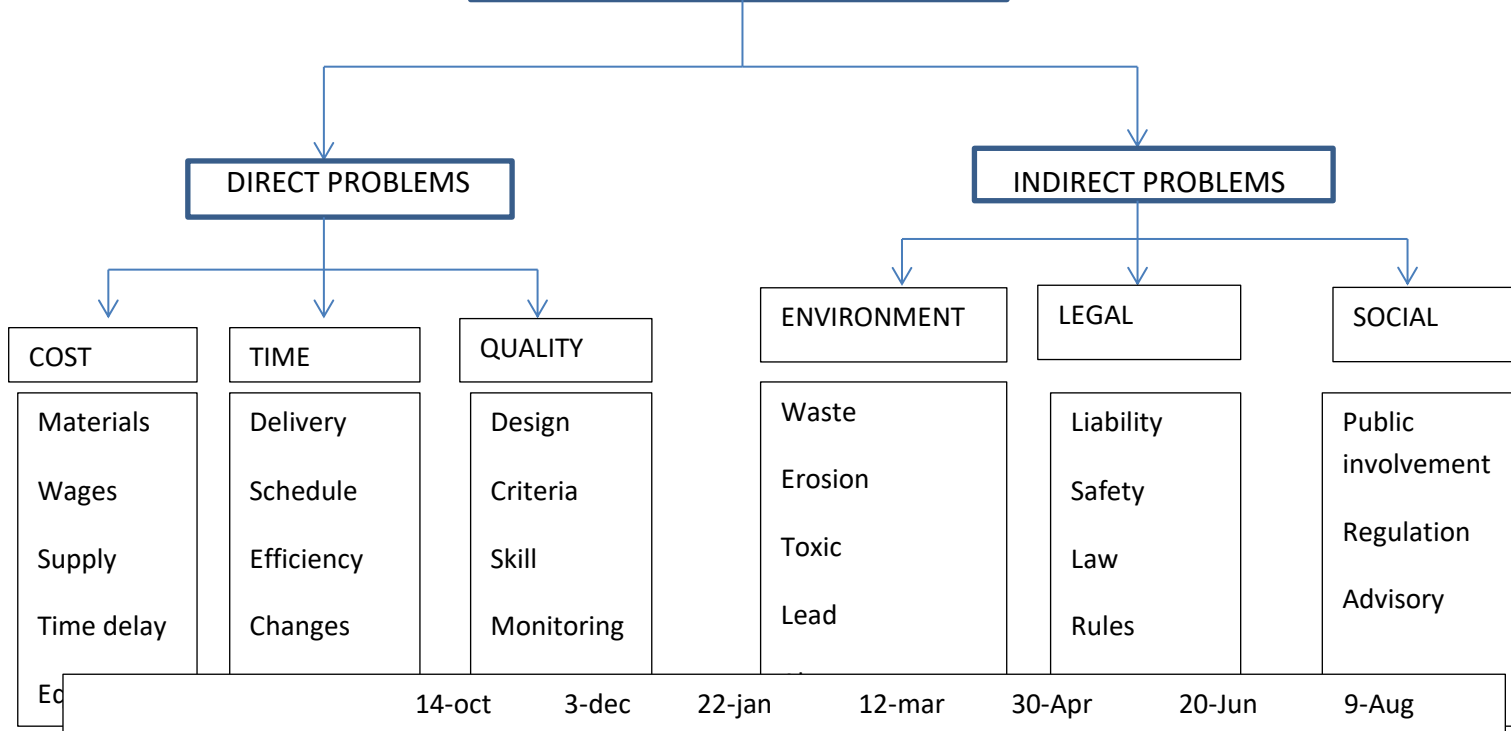 DIRECT PROBLEMS
INDIRECT PROBLEMS
COST
TIME
QUALITY
ENVIRONMENT
LEGAL
SOCIAL
Materials
Wages
Supply
Time delay
Delivery
Schedule
Efficiency
Changes
Design
Criteria
Skill
Monitoring
Waste
Erosion
Toxic
Lead
Liability
Safety
Law
Rules
Public
involvement
Regulation
Advisory
14-oct 3-dec 22-jan 12-mar 30-Apr 20-Jun 9-Aug